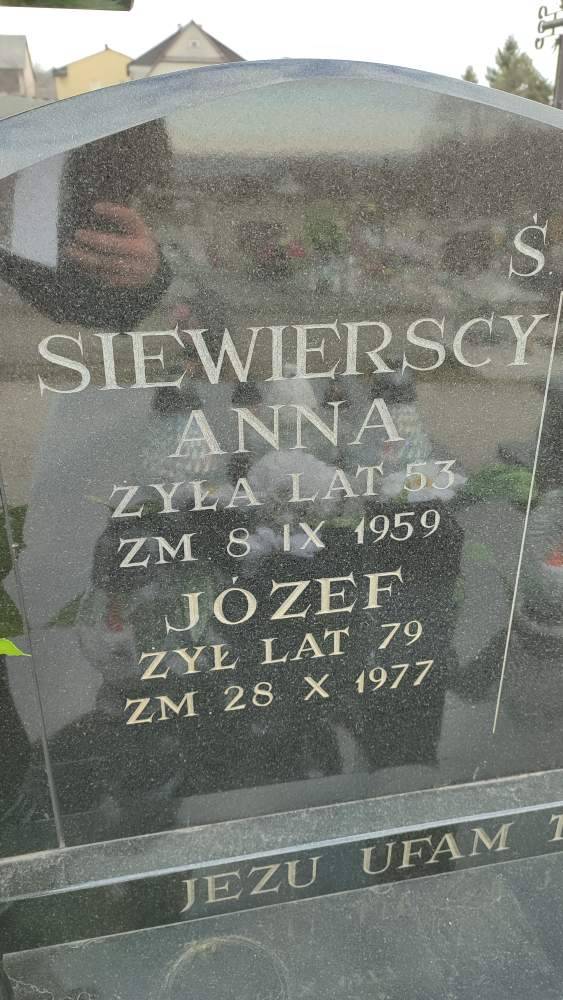 Ś.
SIEWIERSCY
ANNA
ŻYŁA LAT 53
ZM 8 IX 1959
JÓZEF
ŻYŁ LAT 79
ZM 28 X 1977
JEZU UFAM T